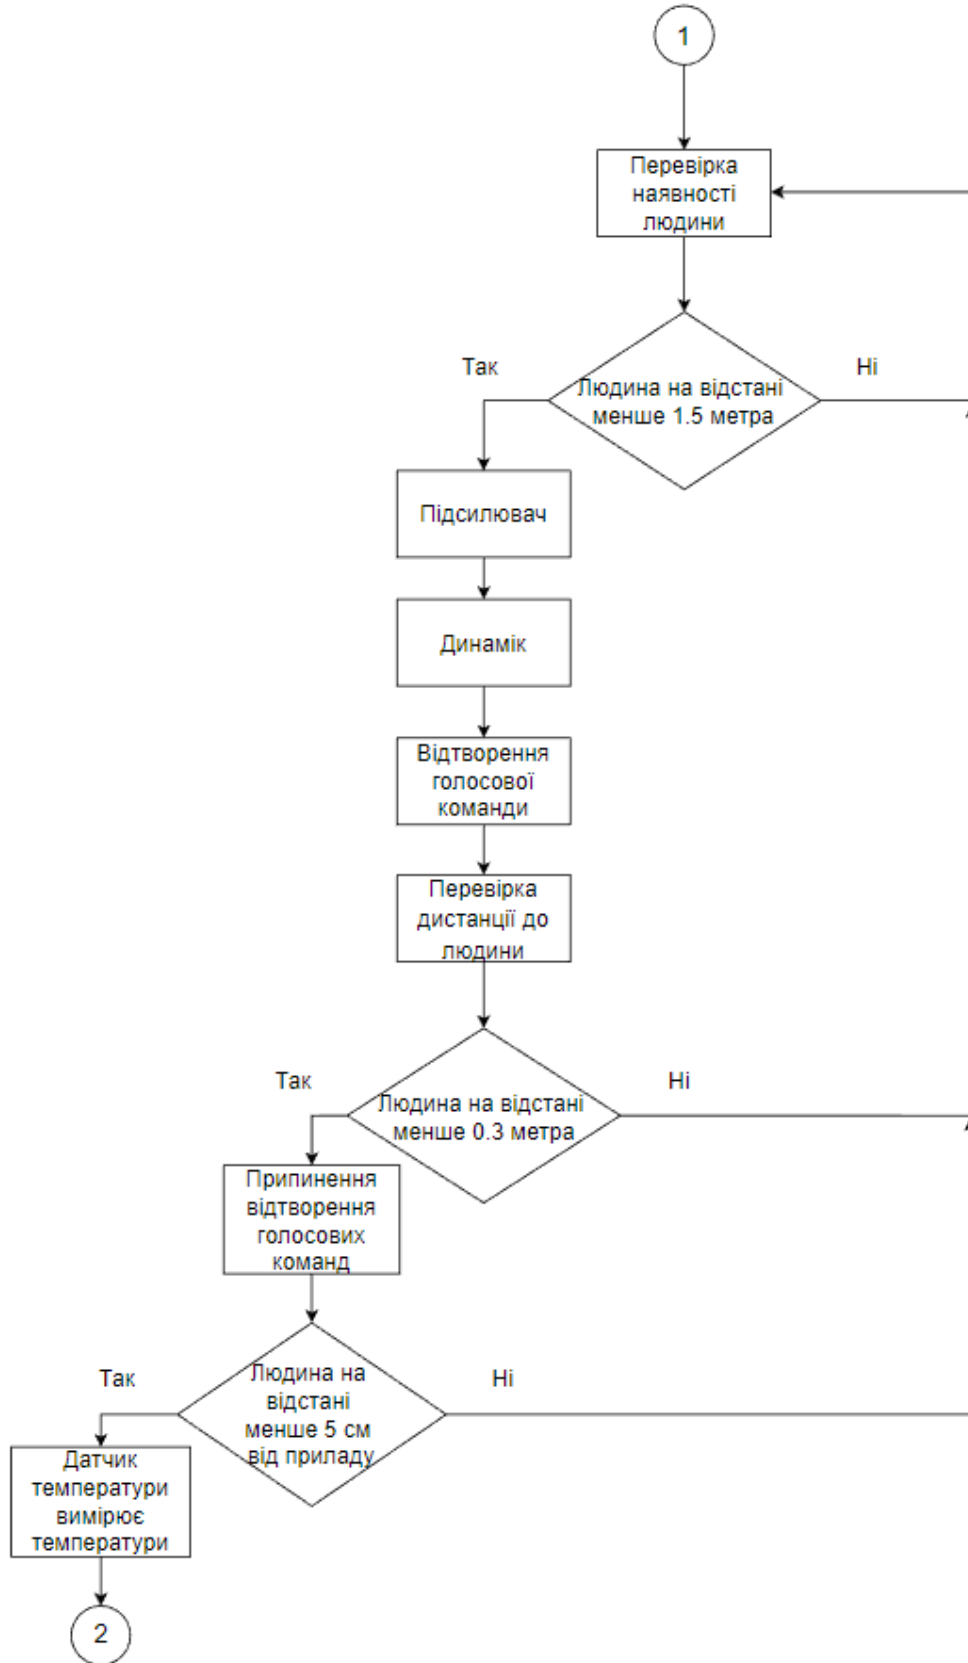 1
Перевірка
наявності
людини
Так
Ні
Людина на відстані
менше 1.5 метра
Підсилювач
Динамік
Відтворення
голосової
команди
Перевірка
дистанції до
людини
Так
Ні
Людина на відстані
менше 0.3 метра
Припинення
відтворення
голосових
команд
Так
Ні
Людина на
відстані
менше 5 см
від приладу
Датчик
температури
вимірює
температури
2